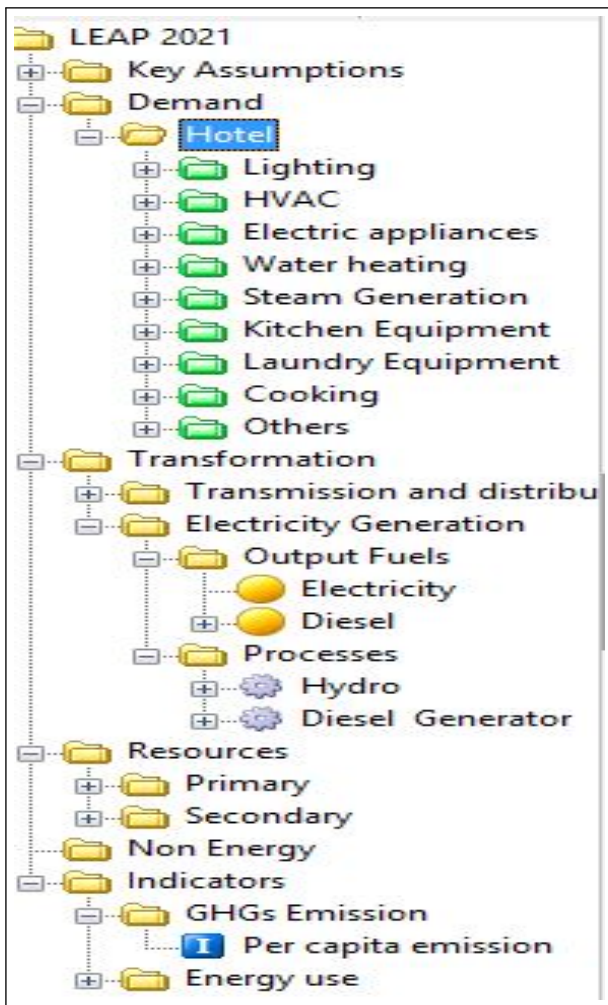 LEAP 2021
Key Assumptions
Demand
Hotel
Lighting
HVAC
Electric appliances
Water heating
Steam Generation
Kitchen Equipment
Laundry Equipment
Cooking
Others
Transformation
Transmission and distribu
Electricity Generation
Output Fuels
Electricity
Diesel
Processes
Hydro
Diesel Generator
Resources
Primary
Secondary
Non Energy
Indicators
GHGs Emission
I Per capita emission
Energy use